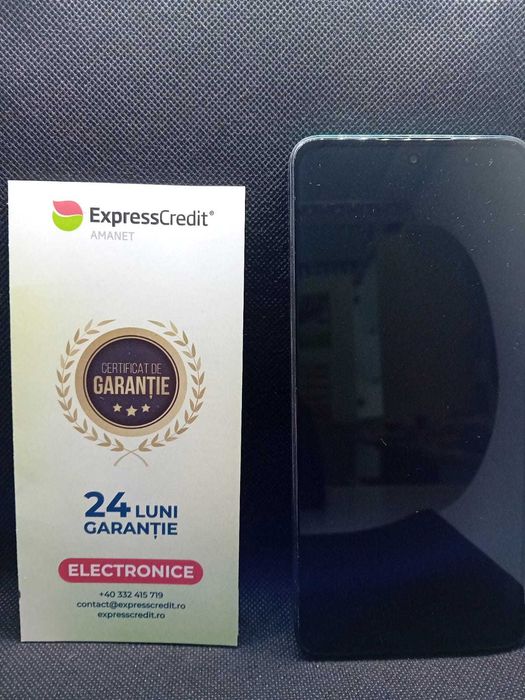 ExpressCredit®
AMANET
CERTIFICAT DE
GARANȚIE
24 LUNI
GARANȚIE
ELECTRONICE
+40 332 415 719
contact@expresscredit.ro
expresscredit.ro